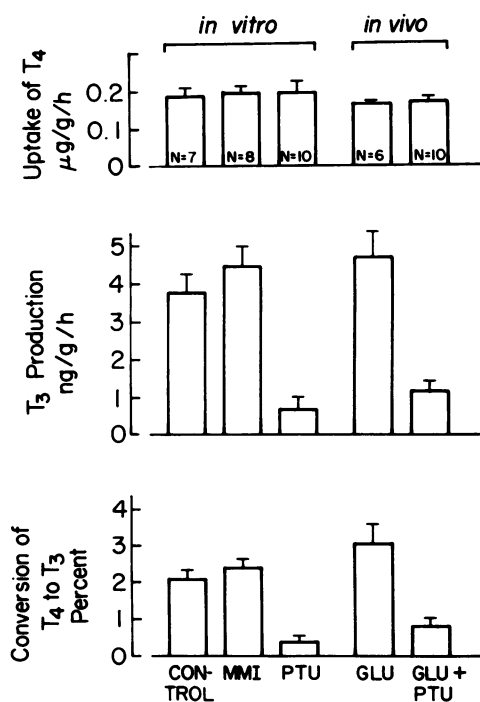 in vitro in vivo
Uptake of T4
μg/g/h
0.2
0.1
0
N=7 N=8 N=10 N=6 N=10
T3 Production
ng/g/h
5
4
3
2
1
0
Conversion of
T4 to T3
Percent
4
3
2
1
0
CON- MMI PTU GLU GLU +
TROL PTU